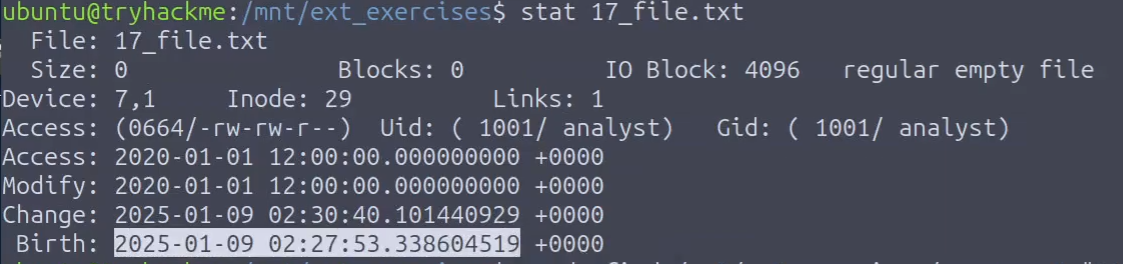 ubuntu@tryhackme:/mnt/ext_exercises$ stat 17_file.txt
File: 17_file.txt
Size: 0 Blocks: 0 IO Block: 4096 regular empty file
Device: 7,1 Inode: 29 Links: 1
Access: (0664/-rw-rw-r--) Uid: ( 1001/ analyst) Gid: ( 1001/ analyst)
Access: 2020-01-01 12:00:00.000000000 +0000
Modify: 2020-01-01 12:00:00.000000000 +0000
Change: 2025-01-09 02:30:40.101440929 +0000
Birth: 2025-01-09 02:27:53.338604519 +0000